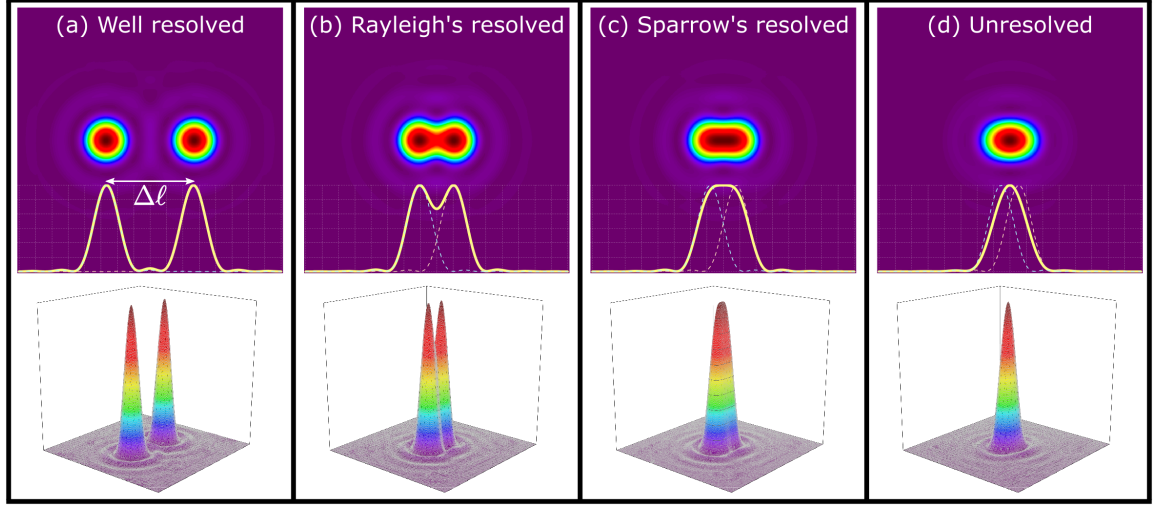 (a) Well resolved
(b) Rayleigh's resolved
(c) Sparrow's resolved
(d) Unresolved
Δℓ